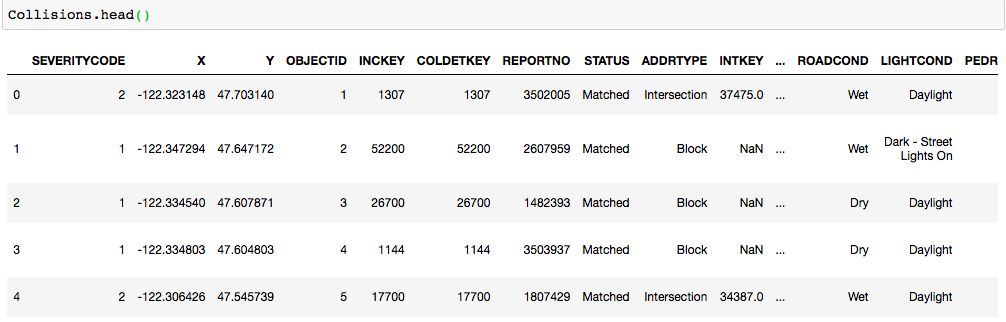 Collisions.head()
SEVERITYCODE X Y OBJECTID INCKEY COLDETKEY REPORTNO STATUS ADDRTYPE INTKEY ... ROADCOND LIGHTCOND PEDR
0 2 -122.323148 47.703140 1 1307 1307 3502005 Matched Intersection 37475.0 ... Wet Daylight
1 1 -122.347294 47.647172 2 52200 52200 2607959 Matched Block NaN ... Wet Dark - Street
Lights On
2 1 -122.334540 47.607871 3 26700 26700 1482393 Matched Block NaN ... Dry Daylight
3 1 -122.334803 47.604803 4 1144 1144 3503937 Matched Block NaN ... Dry Daylight
4 2 -122.306426 47.545739 5 17700 17700 1807429 Matched Intersection 34387.0 ... Wet Daylight